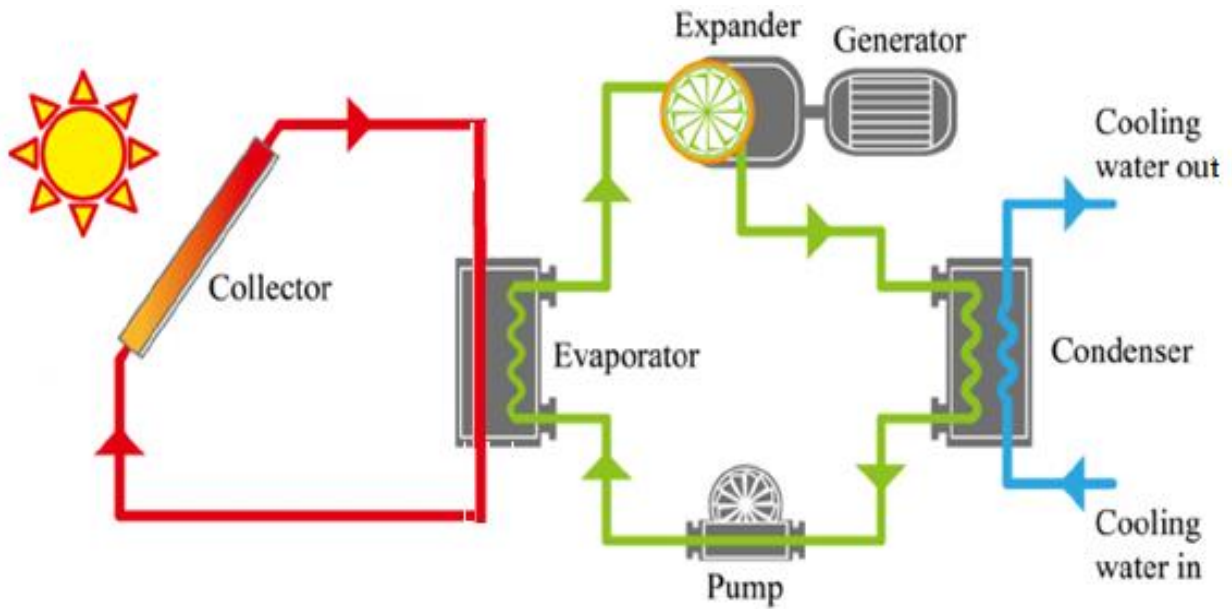 Expander
Generator
Cooling
water out
Collector
Evaporator
Condenser
Pump
Cooling
water in